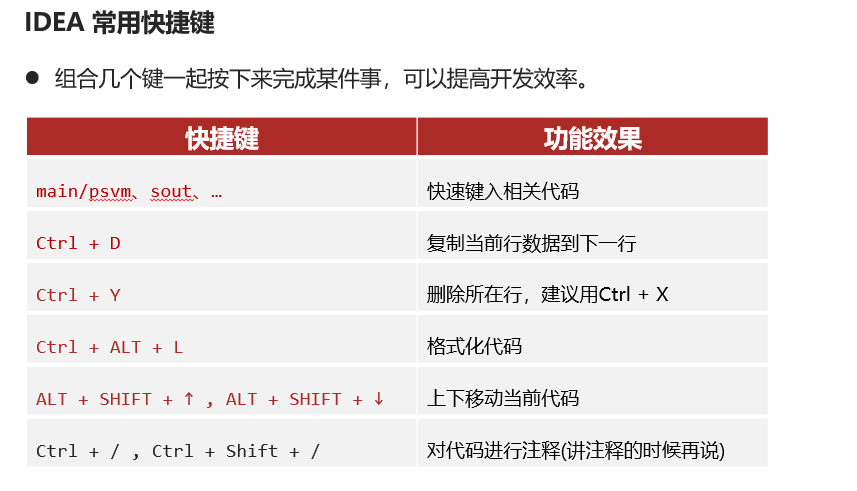 IDEA 常用快捷键
● 组合几个键一起按下来完成某件事，可以提高开发效率。
快捷键 功能效果
main/psvm、sout、… 快速键入相关代码
Ctrl + D 复制当前行数据到下一行
Ctrl + Y 删除所在行，建议用Ctrl + X
Ctrl + ALT + L 格式化代码
ALT + SHIFT + ↑ , ALT + SHIFT + ↓ 上下移动当前代码
Ctrl + / , Ctrl + Shift + / 对代码进行注释(讲注释的时候再说)